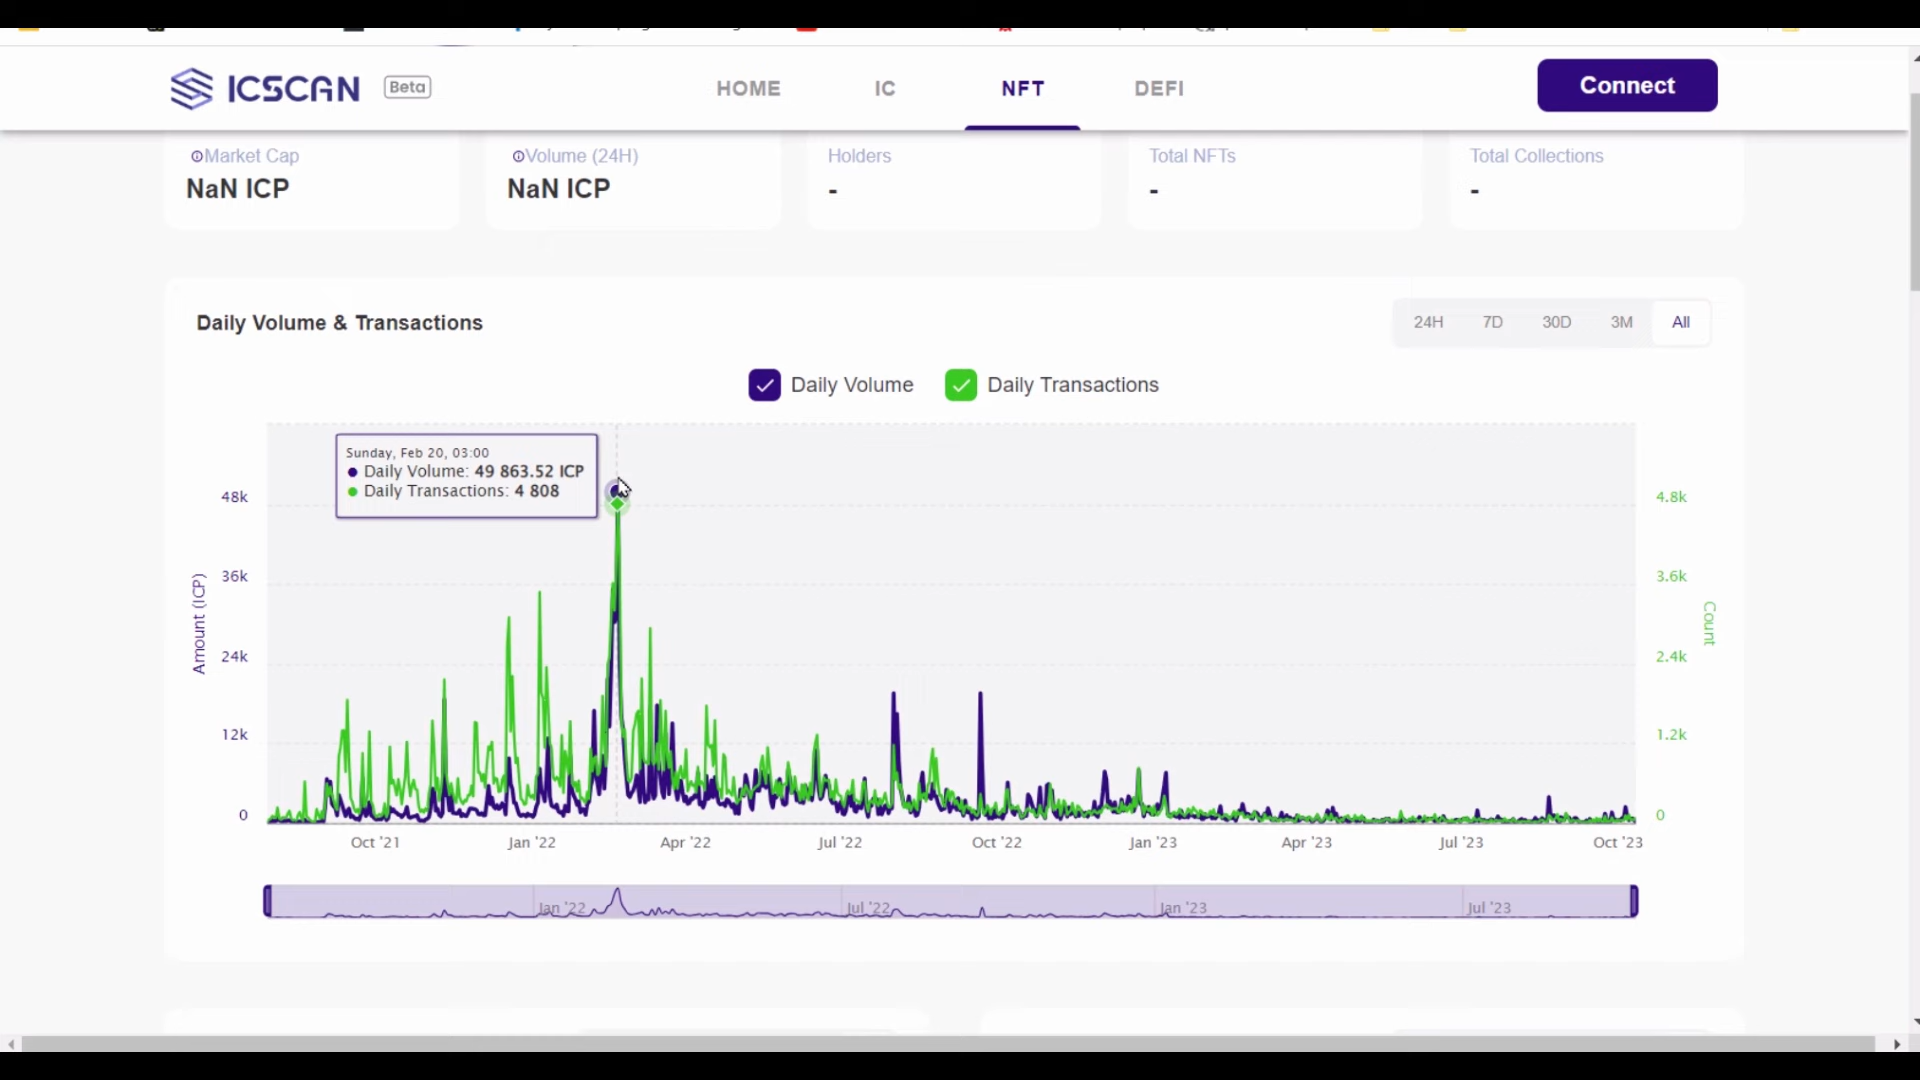 ICSCAN Beta
HOME IC NFT DEFI
Connect
Market Cap
NaN ICP
Volume (24H)
NaN ICP
Holders
-
Total NFTs
-
Total Collections
-
Daily Volume & Transactions
24H 7D 30D 3M All
Daily Volume Daily Transactions
Sunday, Feb 20, 03:00
Daily Volume: 49 863.52 ICP
Daily Transactions: 4 808
48k
36k
24k
12k
0
Amount (ICP)
4.8k
3.6k
2.4k
1.2k
0
Count
Oct '21 Jan '22 Apr '22 Jul '22 Oct '22 Jan '23 Apr '23 Jul '23 Oct '23
Jan '22 Jul '22 Jan '23 Jul '23